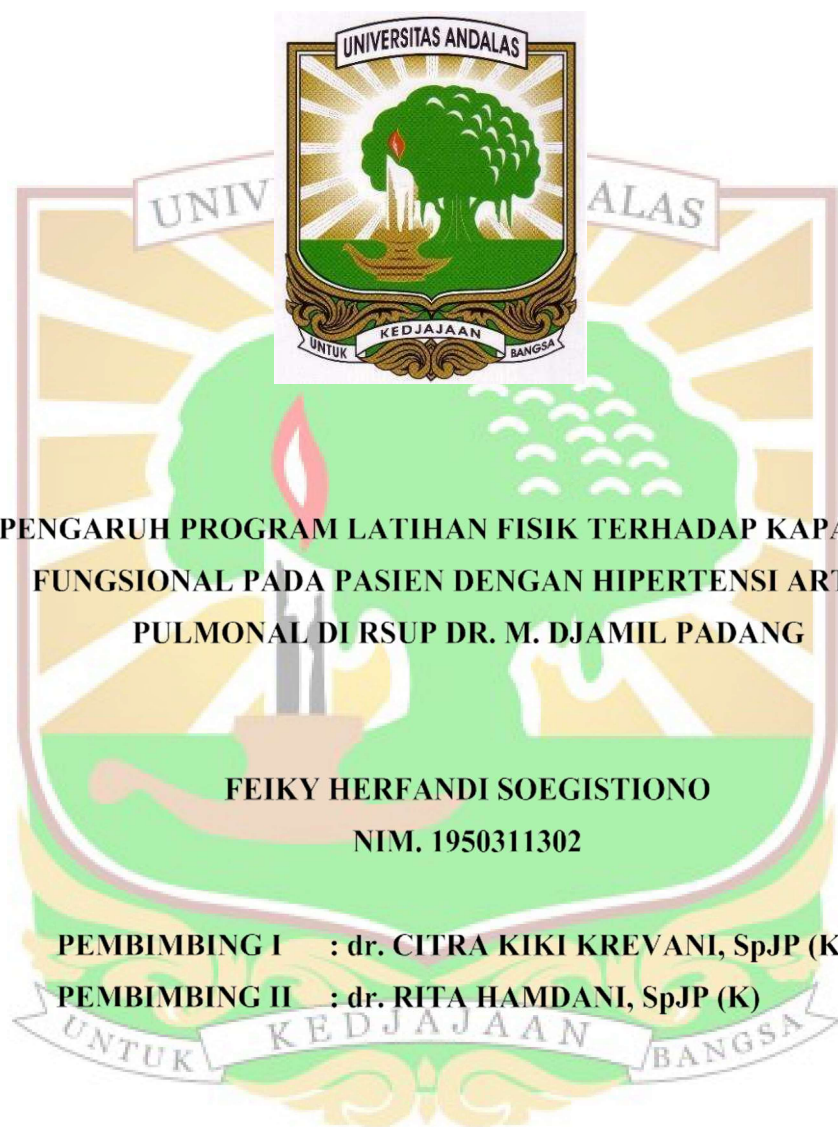 UNIVERSITAS ANDALAS
UNTUK KEDJAJAAN BANGSA
PENGARUH PROGRAM LATIHAN FISIK TERHADAP KAPA
FUNGSIONAL PADA PASIEN DENGAN HIPERTENSI ART
PULMONAL DI RSUP DR. M. DJAMIL PADANG
FEIKY HERFANDI SOEGISTIONO
NIM. 1950311302
PEMBIMBING I : dr. CITRA KIKI KREVANI, SpJP (K
PEMBIMBING II : dr. RITA HAMDANI, SpJP (K)
UNIV ALAS
UNTUK KEDJAJAAN BANGSA